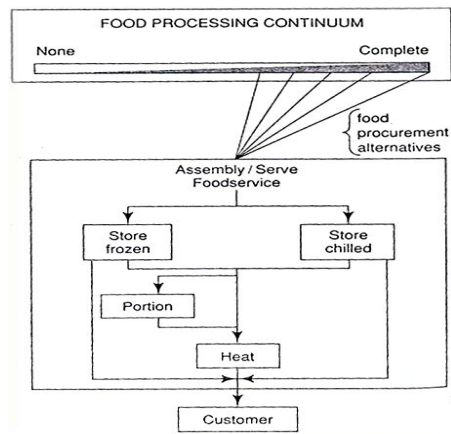 FOOD PROCESSING CONTINUUM
None
Complete
food
procurement
alternatives
Assembly / Serve
Foodservice
Store
frozen
Store
chilled
Portion
Heat
Customer